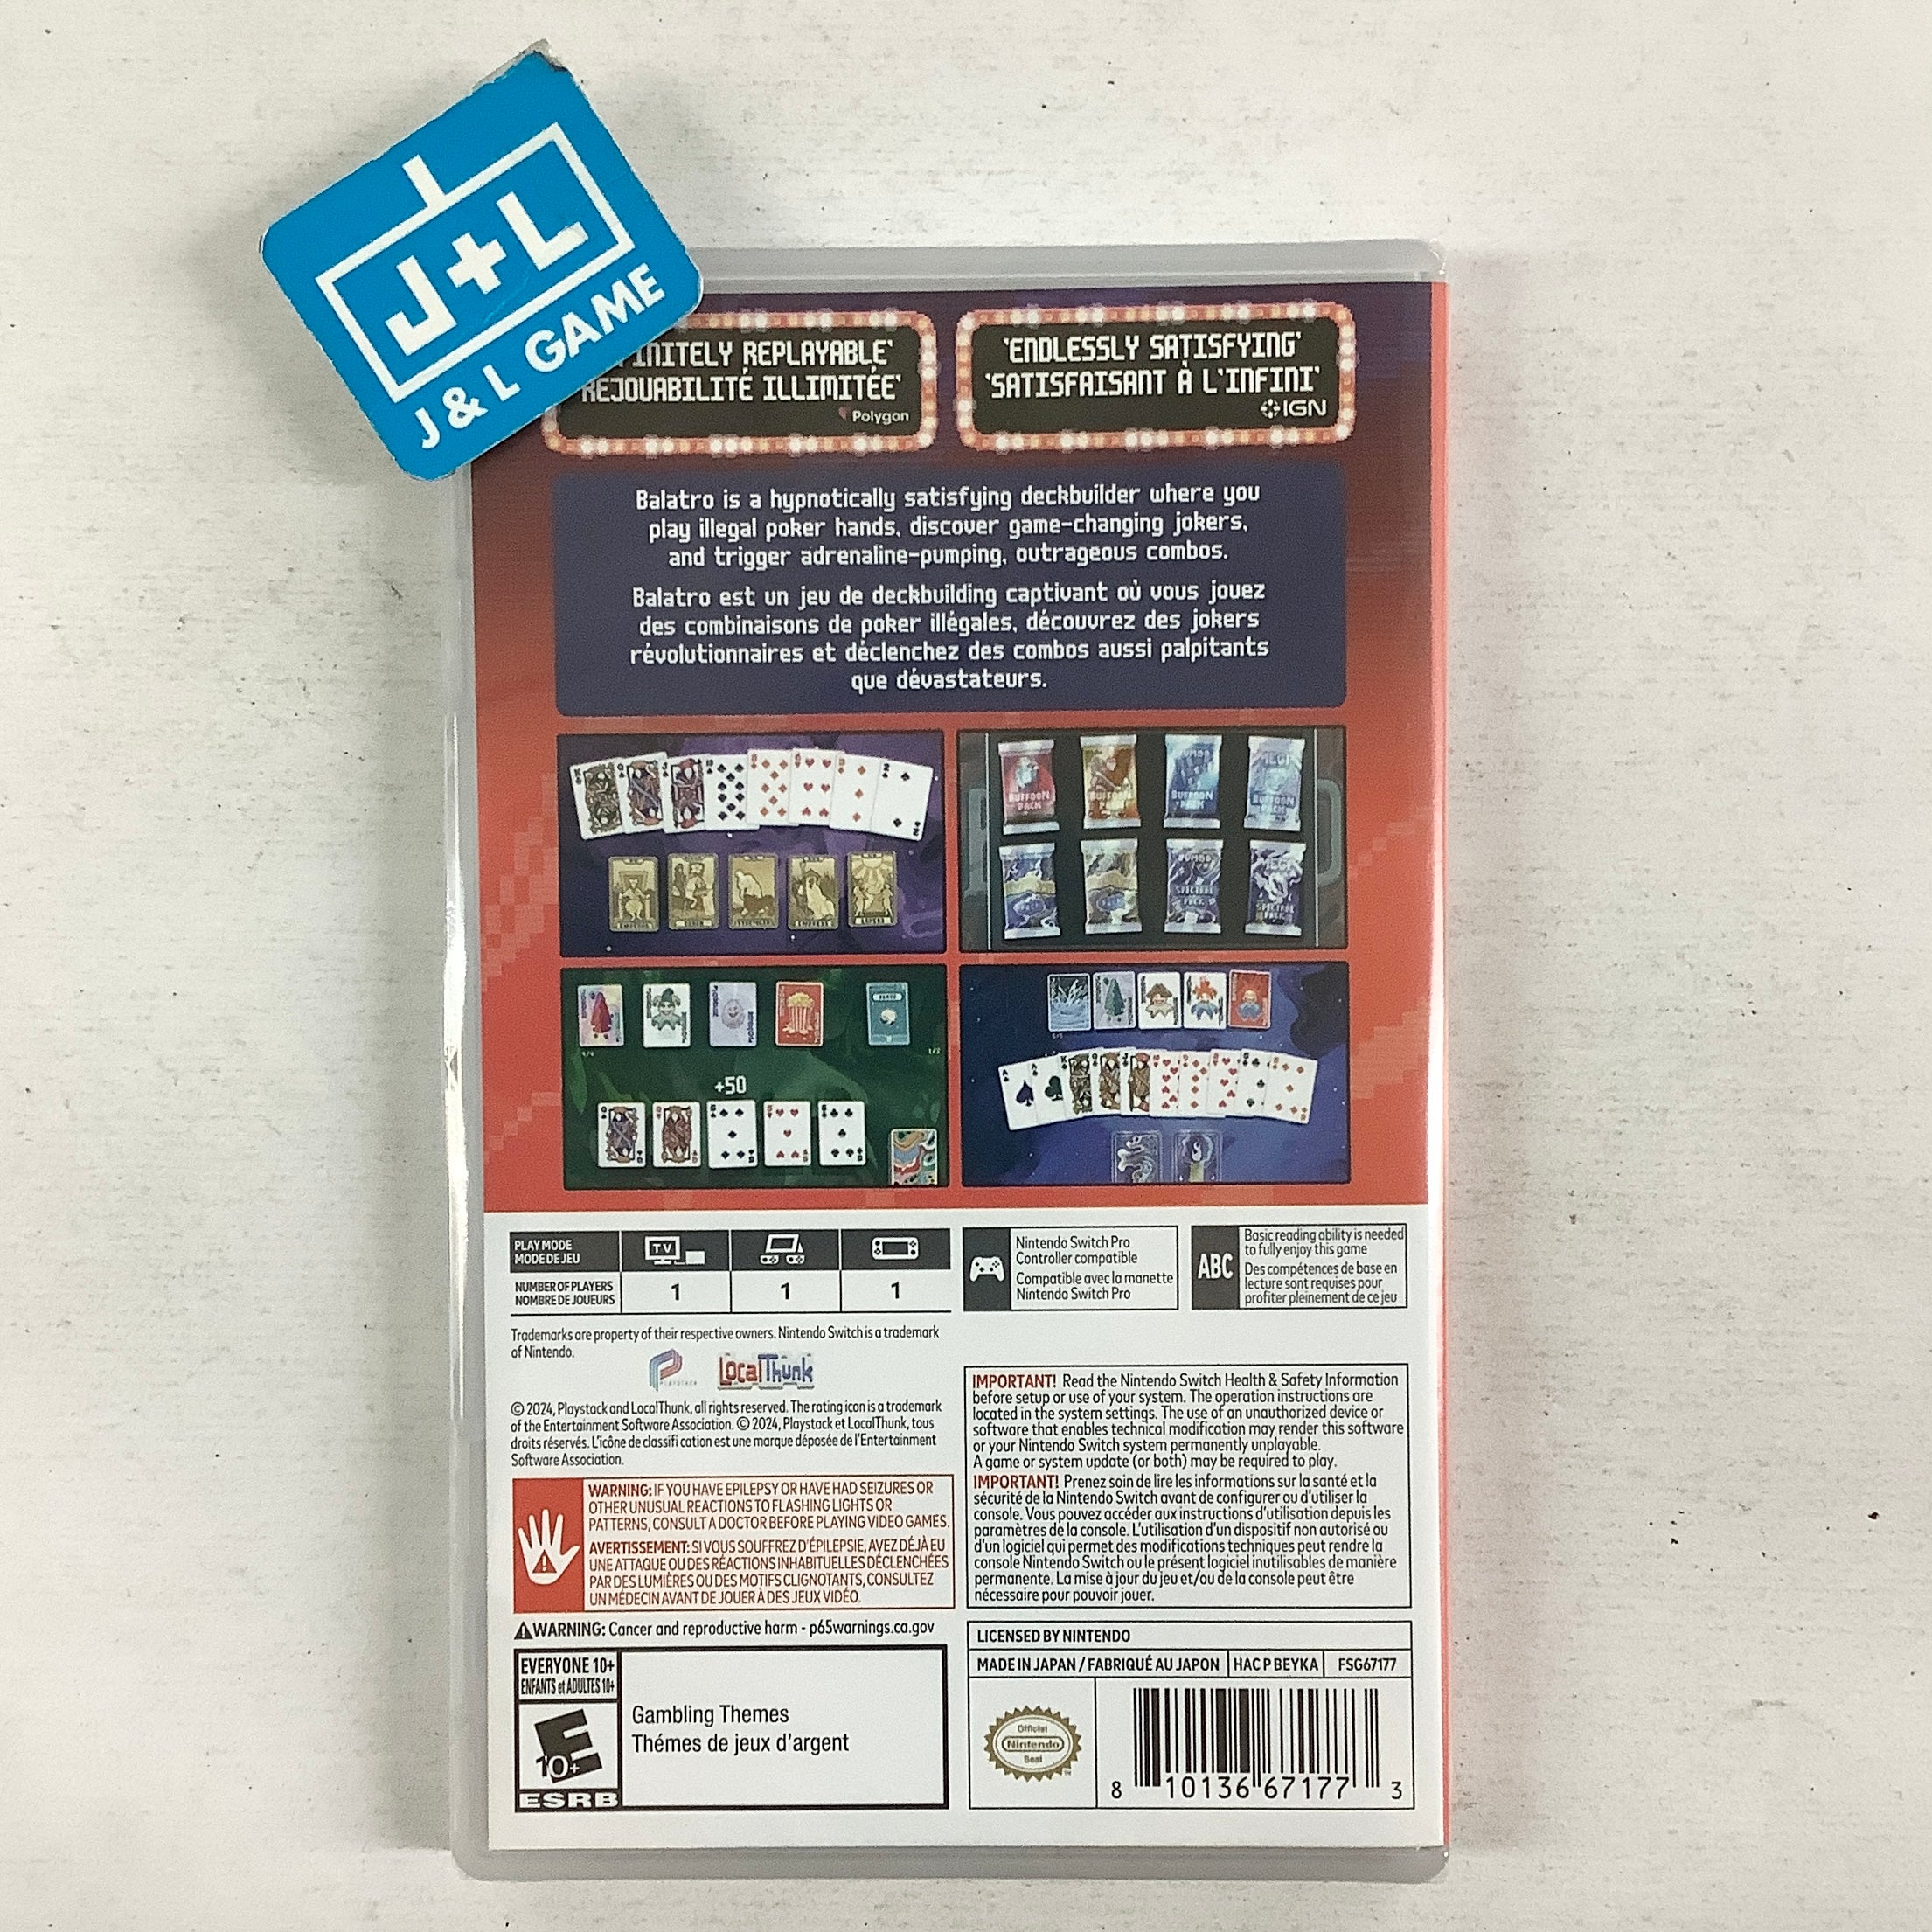 J+L
J & L GAME
INITELY REPLAYABLE'
REJOUABILITÉ ILLIMITÉE'
Polygon
'ENDLESSLY SATISFYING'
'SATISFAISANT À L'INFINI'
IGN
Balatro is a hypnotically satisfying deckbuilder where you
play illegal poker hands, discover game-changing jokers,
and trigger adrenaline-pumping, outrageous combos.
Balatro est un jeu de deckbuilding captivant où vous jouez
des combinaisons de poker illégales, découvrez des jokers
révolutionnaires et déclenchez des combos aussi palpitants
que dévastateurs.
BUFFOON PACK
BUFFOON PACK
JUMBO BUFFOON PACK
MEGA BUFFOON PACK
JUMBO SPECTRAL PACK
MEGA SPECTRAL PACK
+50
PLAY MODE
MODE DE JEU
TV
NUMBER OF PLAYERS
NOMBRE DE JOUEURS
1
1
1
Nintendo Switch Pro
Controller compatible
Compatible avec la manette
Nintendo Switch Pro
ABC
Basic reading ability is needed
to fully enjoy this game
Des compétences de base en
lecture sont requises pour
profiter pleinement de ce jeu
Trademarks are property of their respective owners. Nintendo Switch is a trademark
of Nintendo.
PLAYSTACK
LocalThunk
© 2024, Playstack and LocalThunk, all rights reserved. The rating icon is a trademark
of the Entertainment Software Association. © 2024, Playstack et LocalThunk, tous
droits réservés. L'icône de classifi cation est une marque déposée de l'Entertainment
Software Association.
WARNING: IF YOU HAVE EPILEPSY OR HAVE HAD SEIZURES OR
OTHER UNUSUAL REACTIONS TO FLASHING LIGHTS OR
PATTERNS, CONSULT A DOCTOR BEFORE PLAYING VIDEO GAMES.
AVERTISSEMENT: SI VOUS SOUFFREZ D'ÉPILEPSIE, AVEZ DÉJÀ EU
UNE ATTAQUE OU DES RÉACTIONS INHABITUELLES DÉCLENCHÉES
PAR DES LUMIÈRES OU DES MOTIFS CLIGNOTANTS, CONSULTEZ
UN MÉDECIN AVANT DE JOUER À DES JEUX VIDÉO.
WARNING: Cancer and reproductive harm - p65warnings.ca.gov
IMPORTANT! Read the Nintendo Switch Health & Safety Information
before setup or use of your system. The operation instructions are
located in the system settings. The use of an unauthorized device or
software that enables technical modification may render this software
or your Nintendo Switch system permanently unplayable.
A game or system update (or both) may be required to play.
IMPORTANT! Prenez soin de lire les informations sur la santé et la
sécurité de la Nintendo Switch avant de configurer ou d'utiliser la
console. Vous pouvez accéder aux instructions d'utilisation depuis les
paramètres de la console. L'utilisation d'un dispositif non autorisé ou
d'un logiciel qui permet des modifications techniques peut rendre la
console Nintendo Switch ou le présent logiciel inutilisables de manière
permanente. La mise à jour du jeu et/ou de la console peut être
nécessaire pour pouvoir jouer.
EVERYONE 10+
ENFANTS et ADULTES 10+
E
10+
ESRB
Gambling Themes
Thémes de jeux d'argent
LICENSED BY NINTENDO
MADE IN JAPAN / FABRIQUÉ AU JAPON
HAC P BEYKA
FSG67177
Official
Nintendo
Seal
8 10136 67177 3